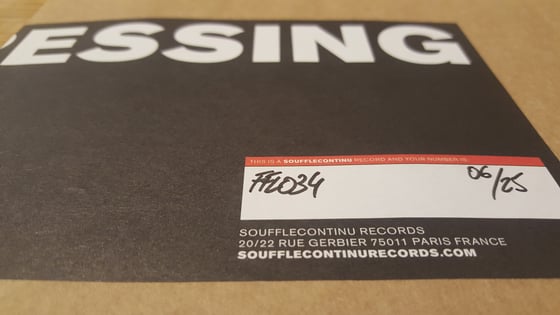 ESSING
THIS IS A SOUFFLECONTINU RECORD AND YOUR NUMBER IS
FFL034 06/25
SOUFFLECONTINU RECORDS
20/22 RUE GERBIER 75011 PARIS FRANCE
SOUFFLECONTINURECORDS.COM